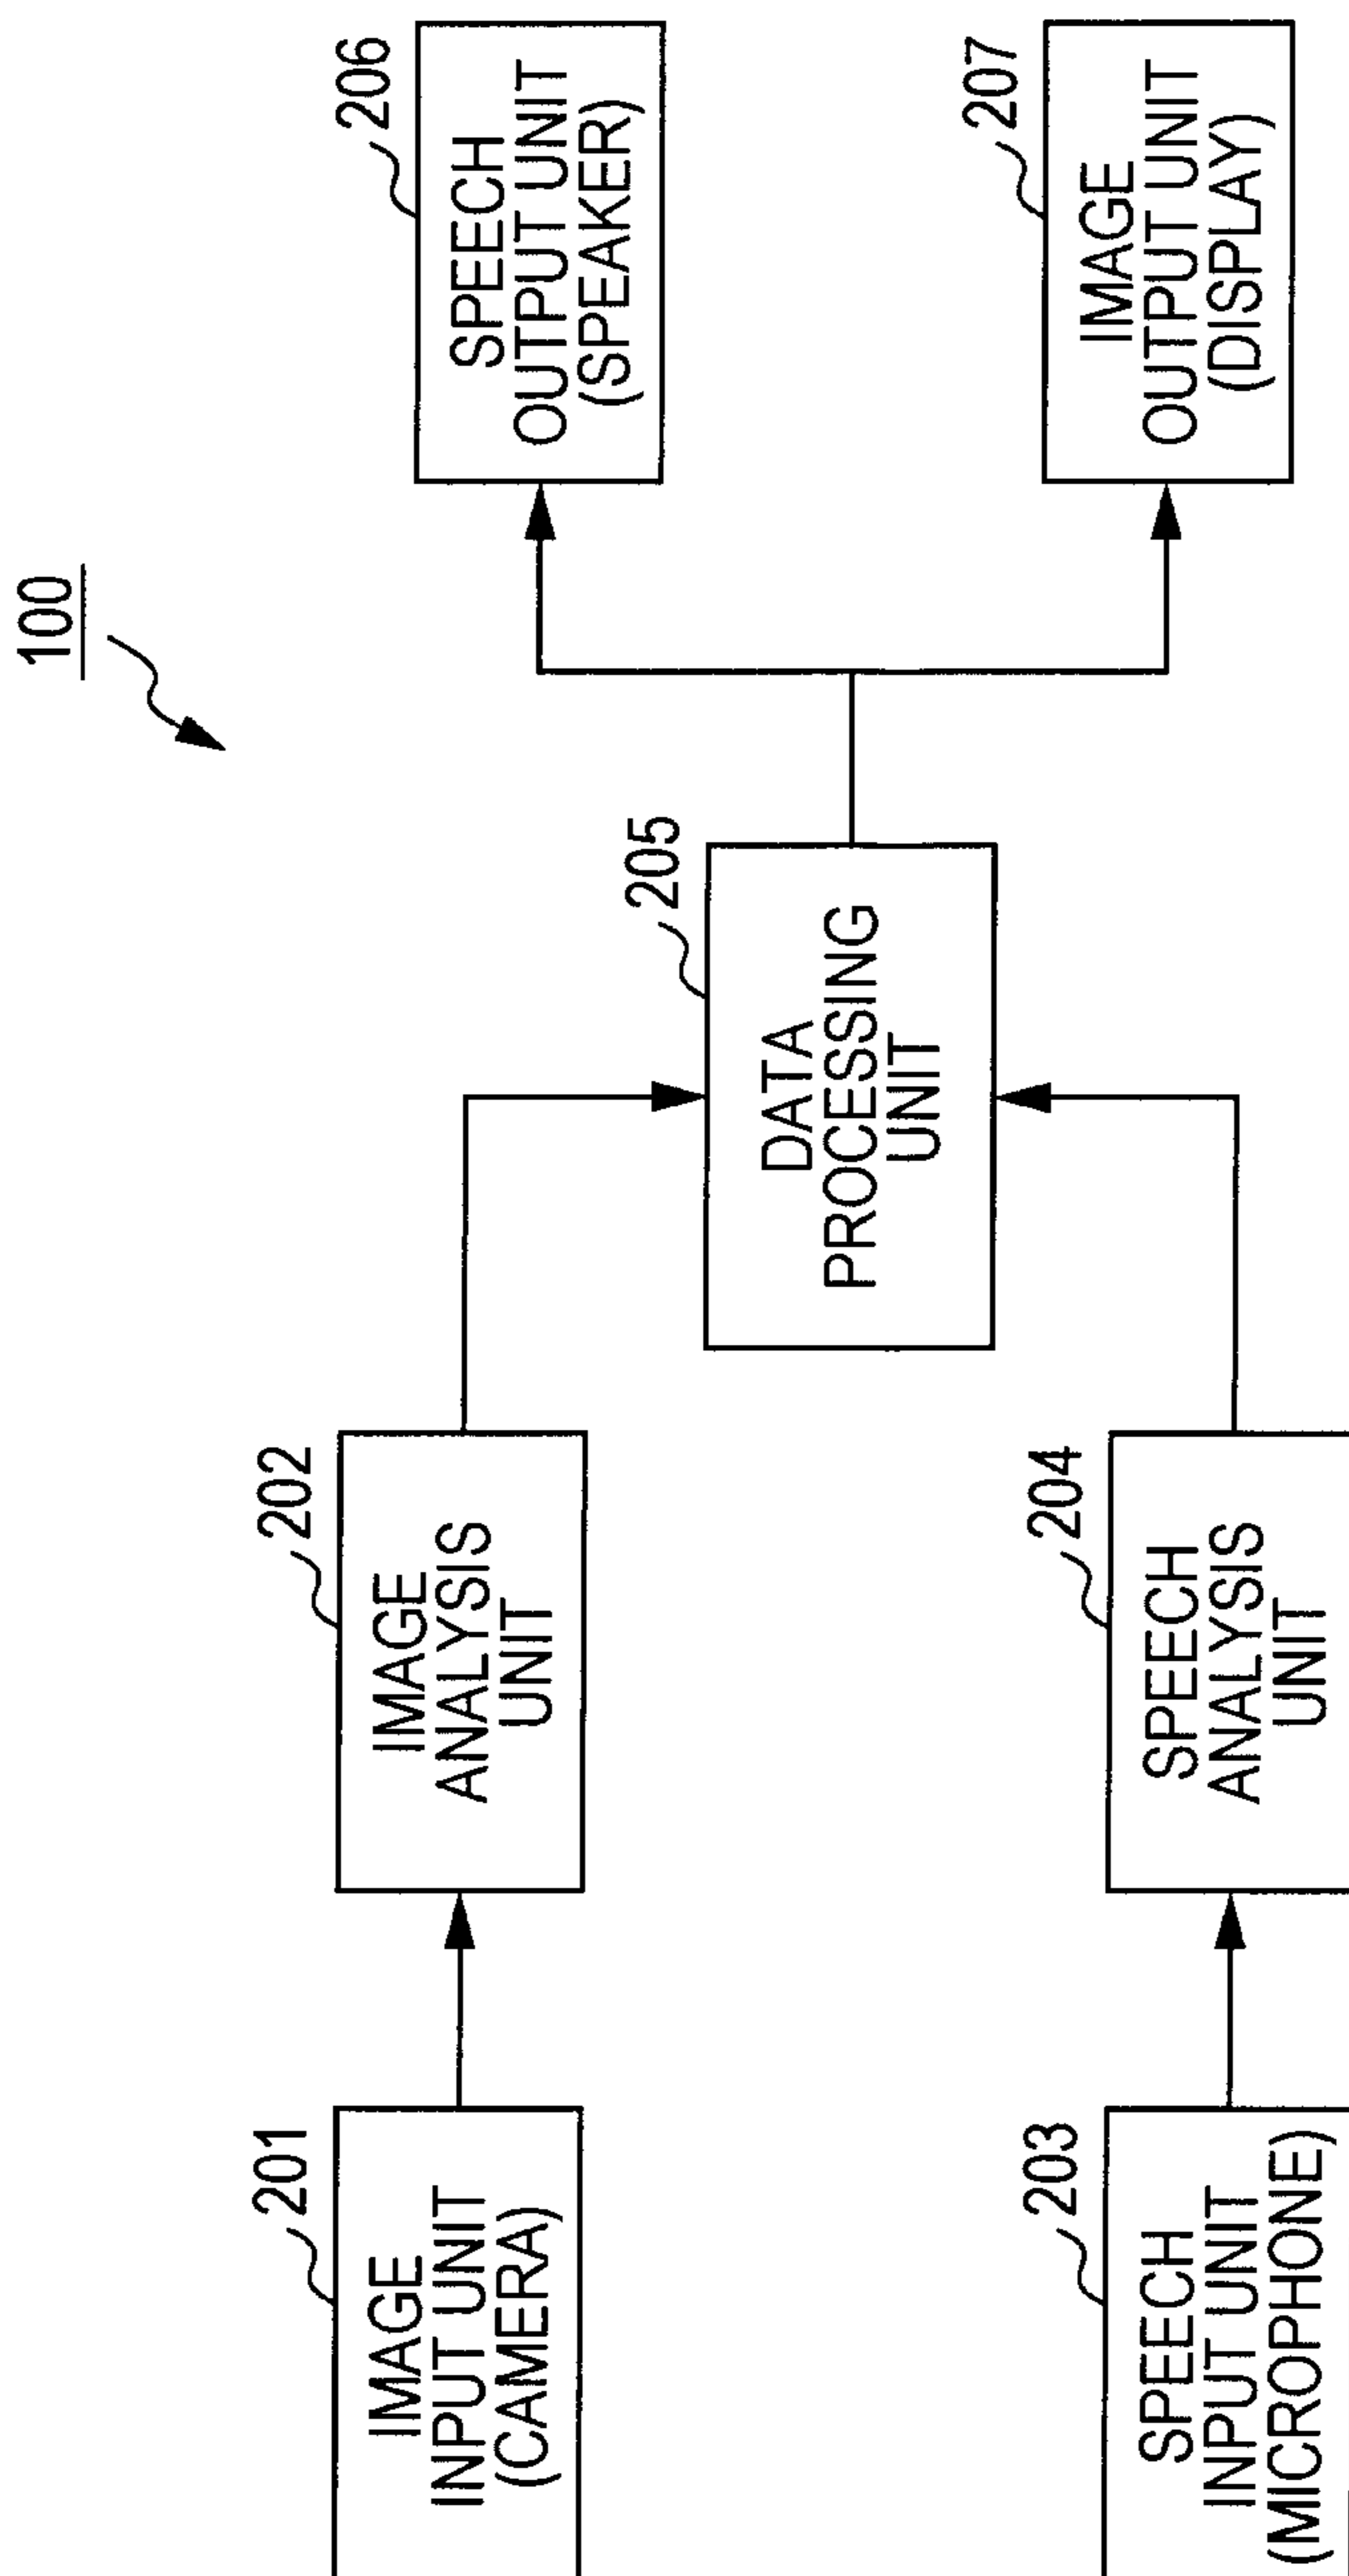 100
201
IMAGE
INPUT UNIT
(CAMERA)
202
IMAGE
ANALYSIS
UNIT
203
SPEECH
INPUT UNIT
(MICROPHONE)
204
SPEECH
ANALYSIS
UNIT
205
DATA
PROCESSING
UNIT
206
SPEECH
OUTPUT UNIT
(SPEAKER)
207
IMAGE
OUTPUT UNIT
(DISPLAY)